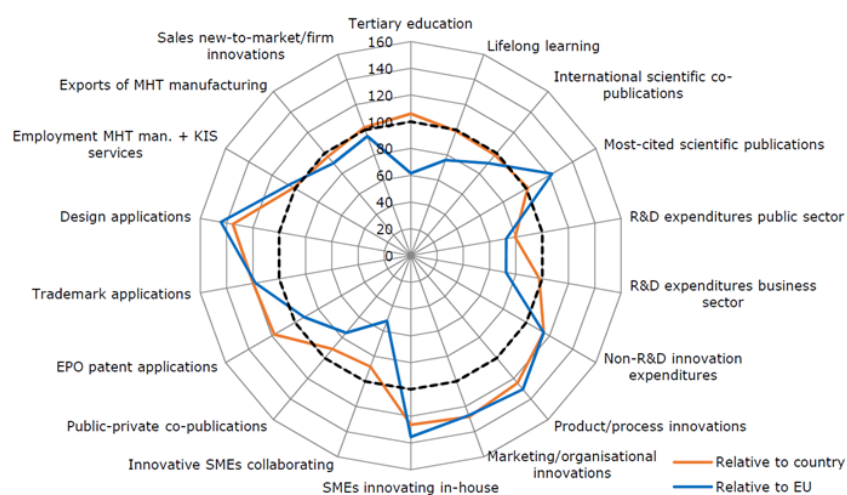 Tertiary education
Lifelong learning
International scientific co-
publications
Most-cited scientific publications
R&D expenditures public sector
R&D expenditures business
sector
Non-R&D innovation
expenditures
Product/process innovations
Marketing/organisational
innovations
SMEs innovating in-house
Innovative SMEs collaborating
Public-private co-publications
EPO patent applications
Trademark applications
Design applications
Employment MHT man. + KIS
services
Exports of MHT manufacturing
Sales new-to-market/firm
innovations
160
140
120
100
80
60
40
20
0
Relative to country
Relative to EU